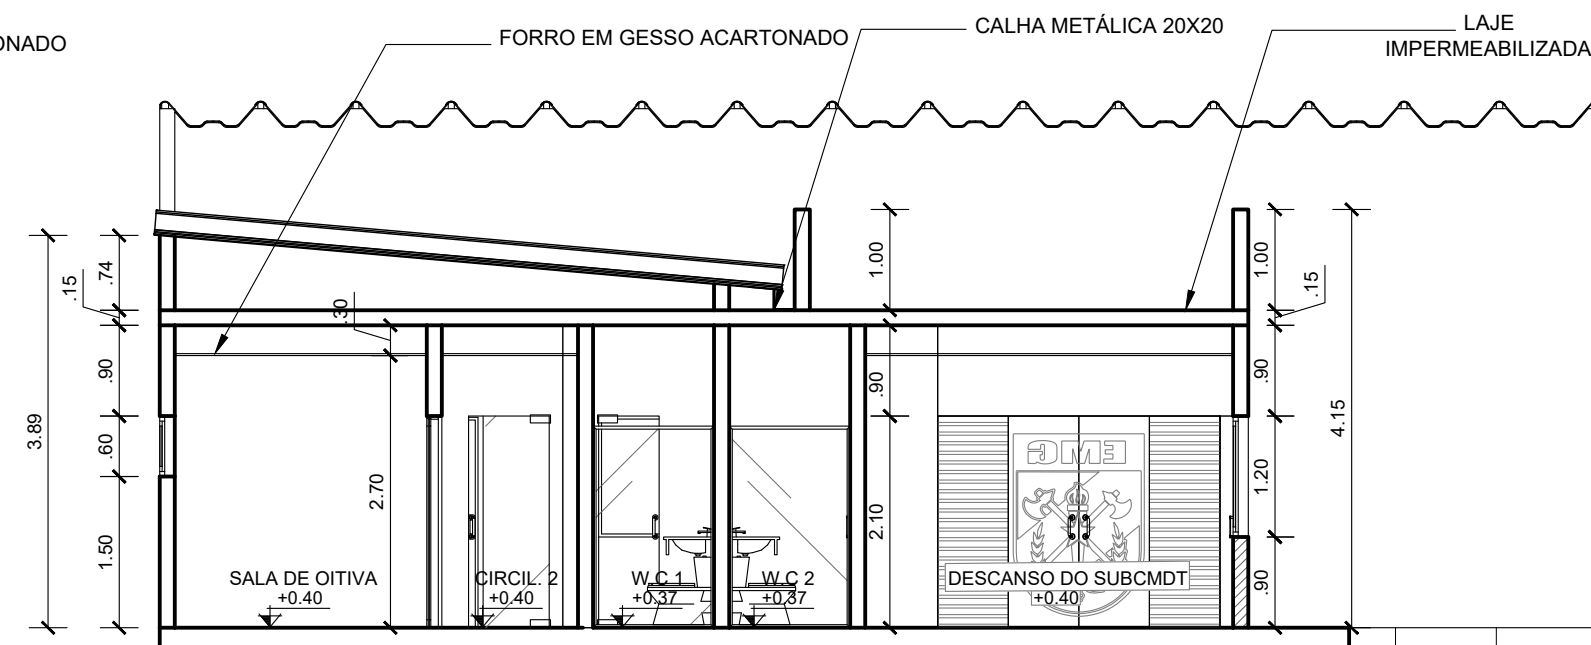 ONADO
FORRO EM GESSO ACARTONADO
CALHA METÁLICA 20X20
LAJE
IMPERMEABILIZADA
3.89
.15
.74
.90
.60
1.50
.30
2.70
1.00
.90
2.10
1.00
.15
.90
1.20
.90
4.15
EMG
SALA DE OITIVA
+0.40
CIRCIL. 2
+0.40
W.C 1
+0.37
W.C 2
+0.37
DESCANSO DO SUBCMDT
+0.40